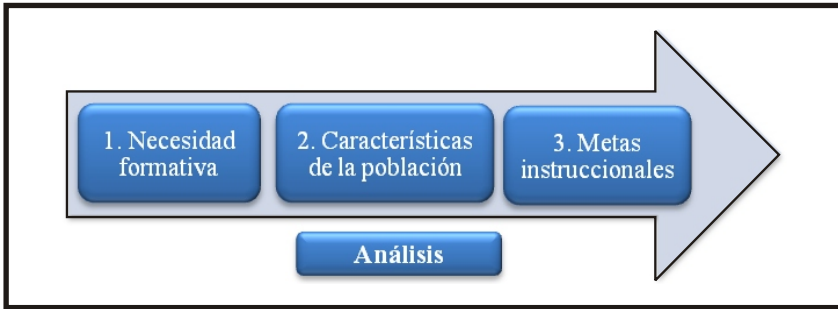 1. Necesidad
formativa
2. Características
de la población
3. Metas
instruccionales
Análisis